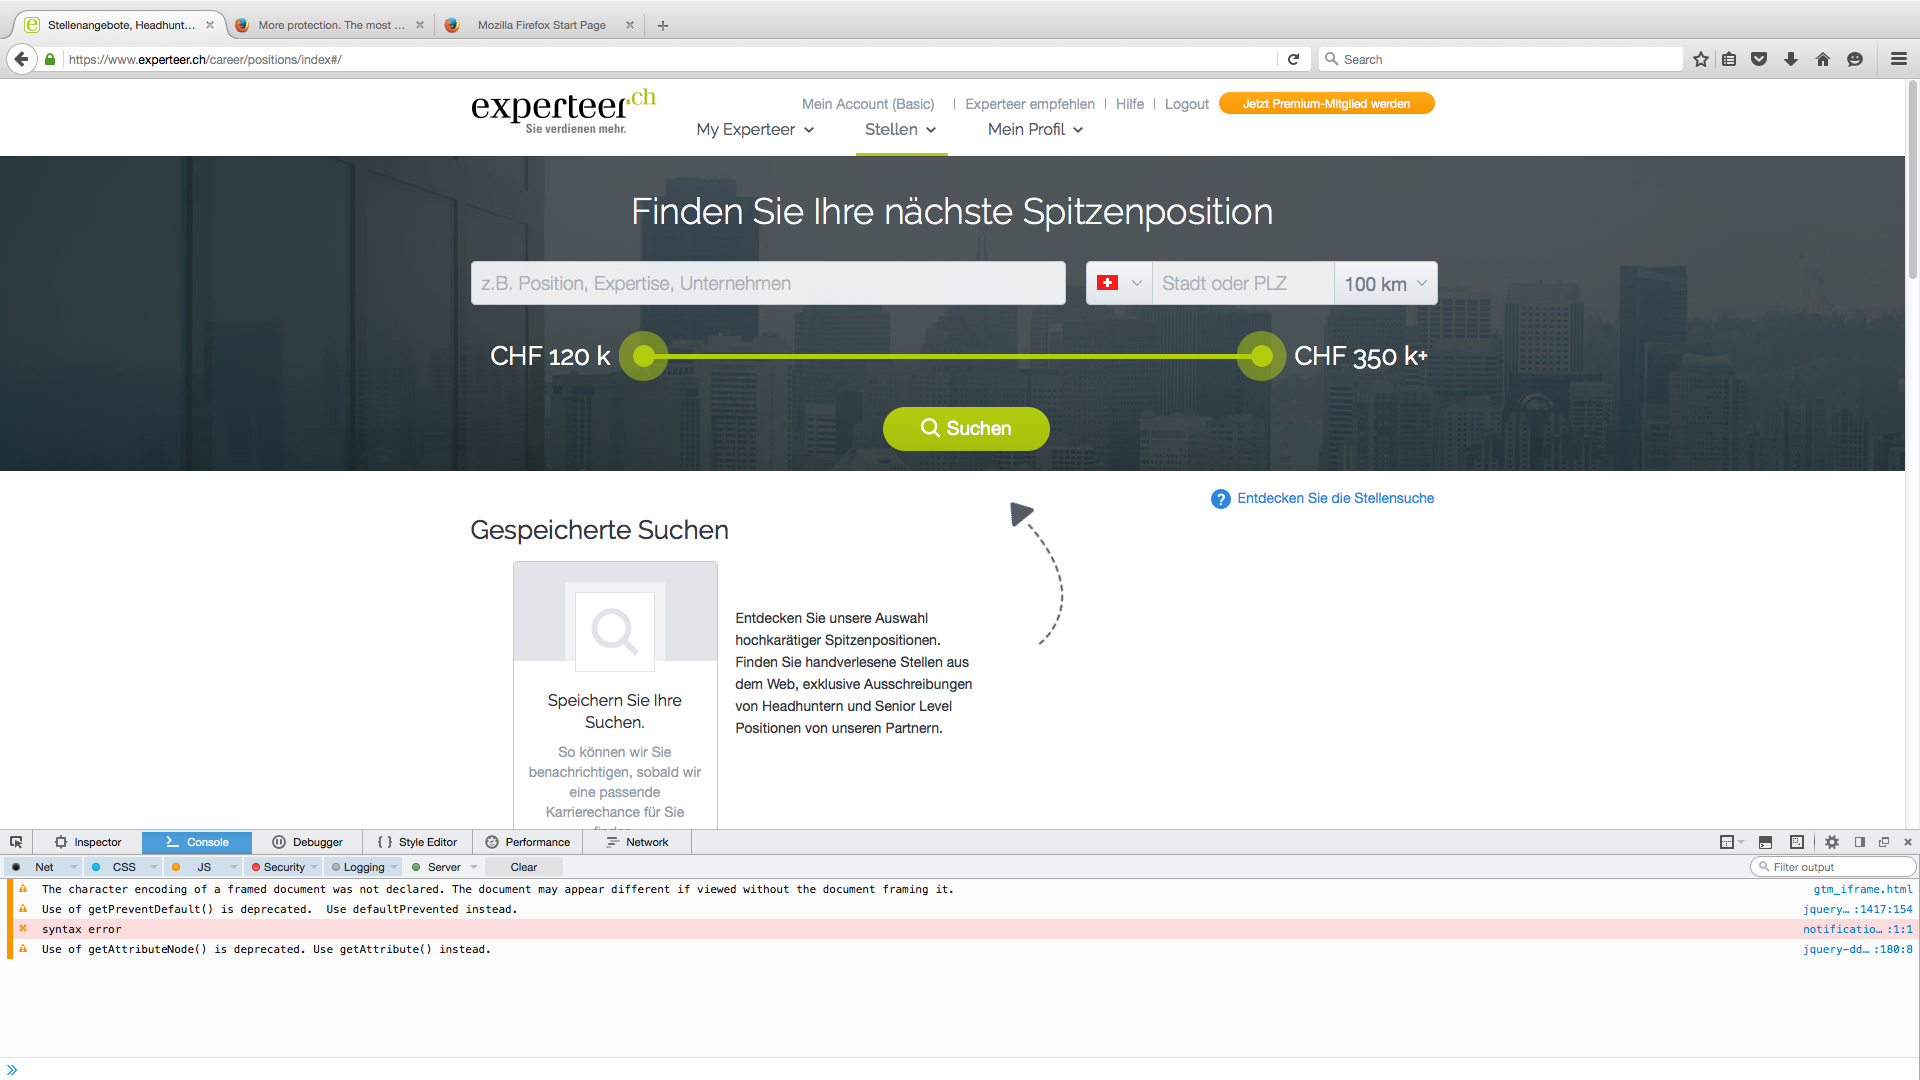 Stellenangebote, Headhunt...
More protection. The most ...
Mozilla Firefox Start Page
https://www.experteer.ch/career/positions/index#/
Search
experteer.ch
Sie verdienen mehr.
Mein Account (Basic) | Experteer empfehlen | Hilfe | Logout
Jetzt Premium-Mitglied werden
My Experteer
Stellen
Mein Profil
Finden Sie Ihre nächste Spitzenposition
z.B. Position, Expertise, Unternehmen
Stadt oder PLZ
100 km
CHF 120 k
CHF 350 k+
Suchen
? Entdecken Sie die Stellensuche
Gespeicherte Suchen
Speichern Sie Ihre
Suchen.
So können wir Sie
benachrichtigen, sobald wir
eine passende
Karrierechance für Sie
finden
Entdecken Sie unsere Auswahl
hochkarätiger Spitzenpositionen.
Finden Sie handverlesene Stellen aus
dem Web, exklusive Ausschreibungen
von Headhuntern und Senior Level
Positionen von unseren Partnern.
Inspector
Console
Debugger
{ } Style Editor
Performance
Network
Net
CSS
JS
Security
Logging
Server
Clear
Filter output
The character encoding of a framed document was not declared. The document may appear different if viewed without the document framing it.
gtm_iframe.html
Use of getPreventDefault() is deprecated.  Use defaultPrevented instead.
jquery… :1417:154
syntax error
notificatio… :1:1
Use of getAttributeNode() is deprecated. Use getAttribute() instead.
jquery-dd… :180:8